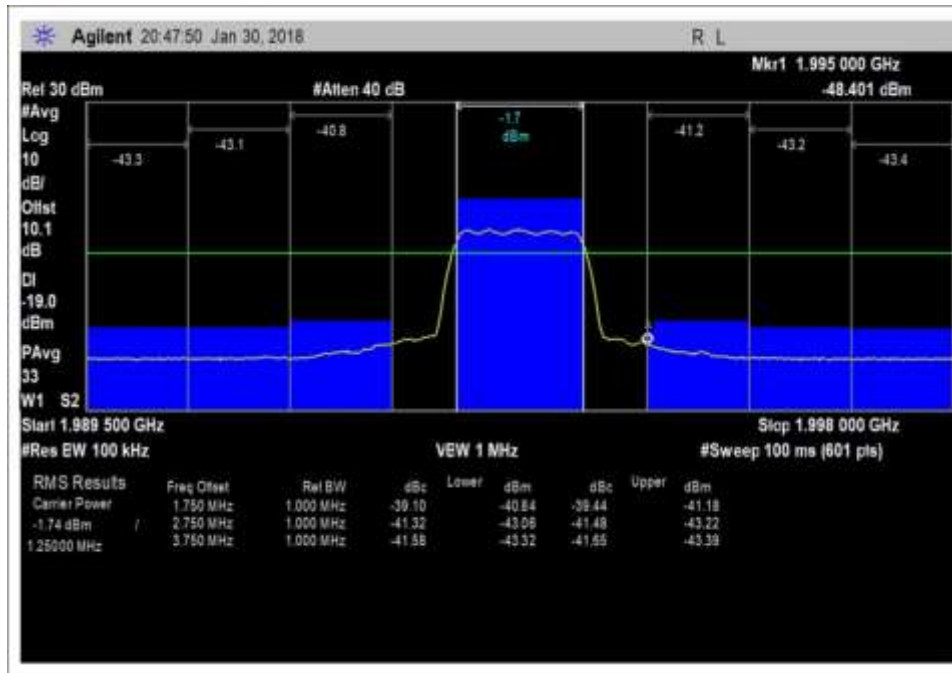 Agilent 20:47:50 Jan 30, 2018 R L
Mkr1 1.995 000 GHz
Ref 30 dBm #Atten 40 dB -48.401 dBm
#Avg
Log
10
dB/
Offst
10.1
dB
DI
-19.0
dBm
PAvg
33
W1 S2
-43.3 -43.1 -40.8 -1.7 -41.2 -43.2 -43.4
dBm
Start 1.989 500 GHz Stop 1.998 000 GHz
#Res BW 100 kHz VBW 1 MHz #Sweep 100 ms (601 pts)
RMS Results Freq Offset Ref BW dBc Lower dBm dBc Upper dBm
Carrier Power 1.750 MHz 1.000 MHz -39.10 -40.84 -39.44 -41.18
-1.74 dBm / 2.750 MHz 1.000 MHz -41.32 -43.06 -41.48 -43.22
1.25000 MHz 3.750 MHz 1.000 MHz -41.58 -43.32 -41.65 -43.39